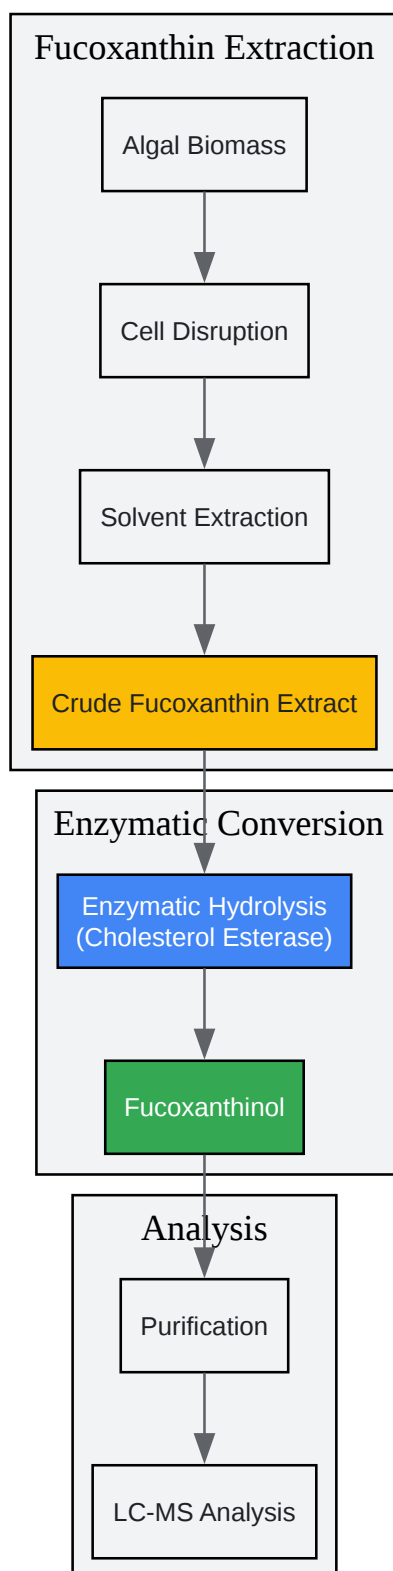 Fucoxanthin Extraction
Algal Biomass
Cell Disruption
Solvent Extraction
Crude Fucoxanthin Extract
Enzymatic Conversion
Enzymatic Hydrolysis
(Cholesterol Esterase)
Fucoxanthinol
Analysis
Purification
LC-MS Analysis